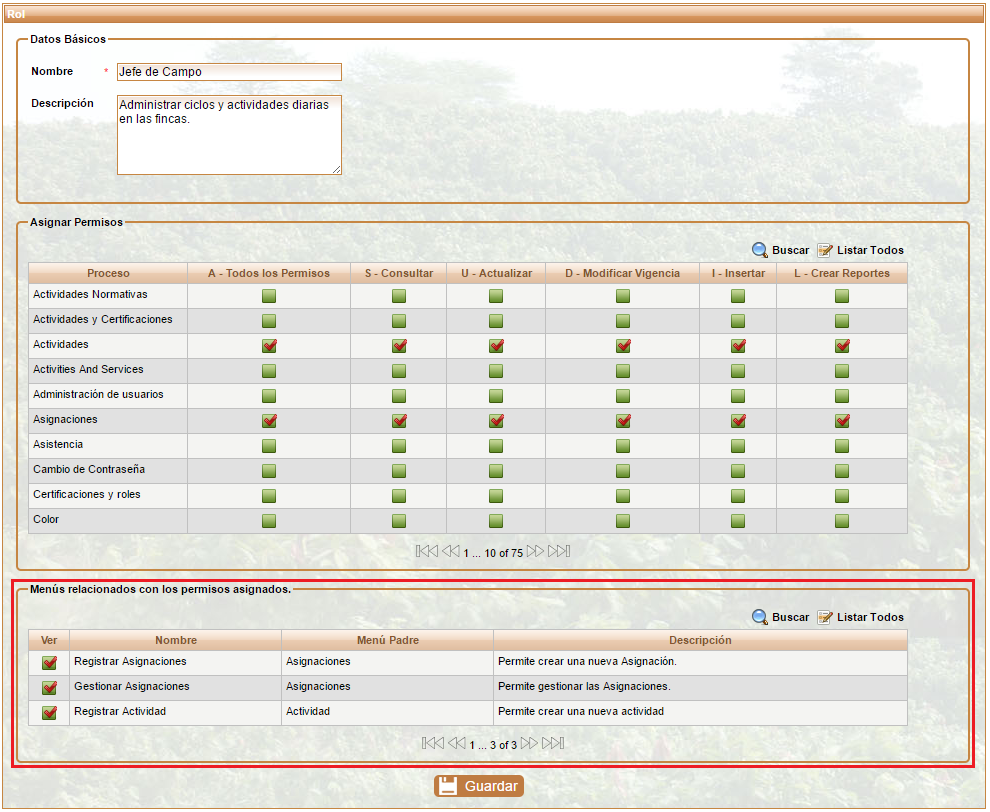 Rol
Datos Básicos
Nombre * Jefe de Campo
Descripción Administrar ciclos y actividades diarias
en las fincas.
Asignar Permisos
Buscar Listar Todos
Proceso A - Todos los Permisos S - Consultar U - Actualizar D - Modificar Vigencia I - Insertar L - Crear Reportes
Actividades Normativas
Actividades y Certificaciones
Actividades
Activities And Services
Administración de usuarios
Asignaciones
Asistencia
Cambio de Contraseña
Certificaciones y roles
Color
1 ... 10 of 75
Menús relacionados con los permisos asignados.
Buscar Listar Todos
Ver Nombre Menú Padre Descripción
Registrar Asignaciones Asignaciones Permite crear una nueva Asignación.
Gestionar Asignaciones Asignaciones Permite gestionar las Asignaciones.
Registrar Actividad Actividad Permite crear una nueva actividad
1 ... 3 of 3
Guardar